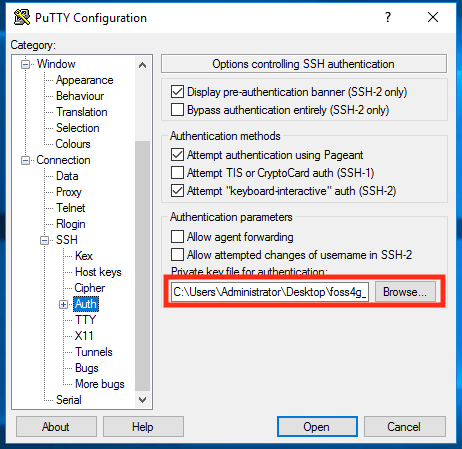 PuTTY Configuration
?
Category:
Window
Appearance
Behaviour
Translation
Selection
Colours
Connection
Data
Proxy
Telnet
Rlogin
SSH
Kex
Host keys
Cipher
Auth
TTY
X11
Tunnels
Bugs
More bugs
Serial
Options controlling SSH authentication
Display pre-authentication banner (SSH-2 only)
Bypass authentication entirely (SSH-2 only)
Authentication methods
Attempt authentication using Pageant
Attempt TIS or CryptoCard auth (SSH-1)
Attempt "keyboard-interactive" auth (SSH-2)
Authentication parameters
Allow agent forwarding
Allow attempted changes of username in SSH-2
Private key file for authentication:
C:\Users\Administrator\Desktop\foss4g_
Browse...
About
Help
Open
Cancel